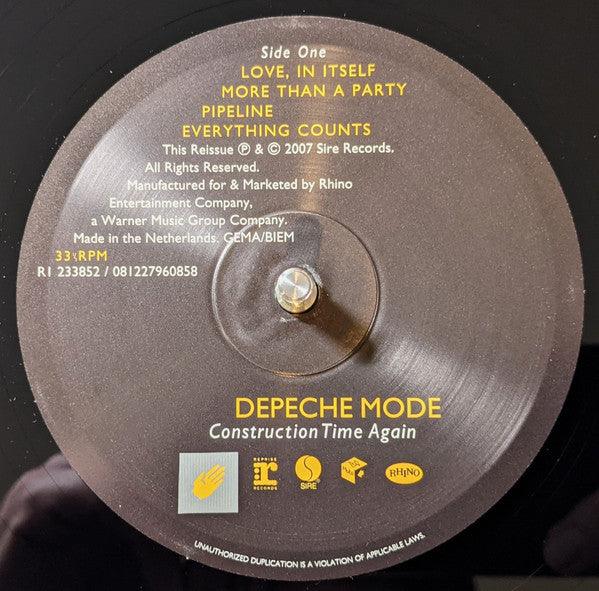 Side One
LOVE, IN ITSELF
MORE THAN A PARTY
PIPELINE
EVERYTHING COUNTS
This Reissue ℗ & © 2007 Sire Records.
All Rights Reserved.
Manufactured for & Marketed by Rhino
Entertainment Company,
a Warner Music Group Company.
Made in the Netherlands. GEMA/BIEM
33⅓ RPM
R1 233852 / 081227960858
DEPECHE MODE
Construction Time Again
REPRISE
r:
RECORDS
SIRE
RHINO
UNAUTHORIZED DUPLICATION IS A VIOLATION OF APPLICABLE LAWS.